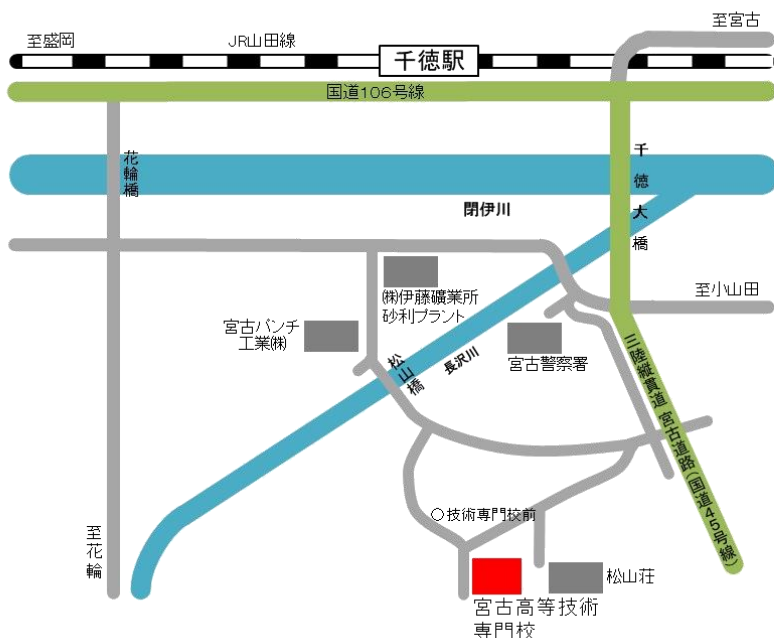 至宮古
至盛岡
JR山田線
千徳駅
国道106号線
花輪橋
千徳大橋
閉伊川
至小山田
㈱伊藤礦業所
砂利プラント
宮古パンチ
工業㈱
宮古警察署
長沢川
松山橋
三陸縦貫道 宮古道路(国道45号線)
技術専門校前
至花輪
松山荘
宮古高等技術
専門校